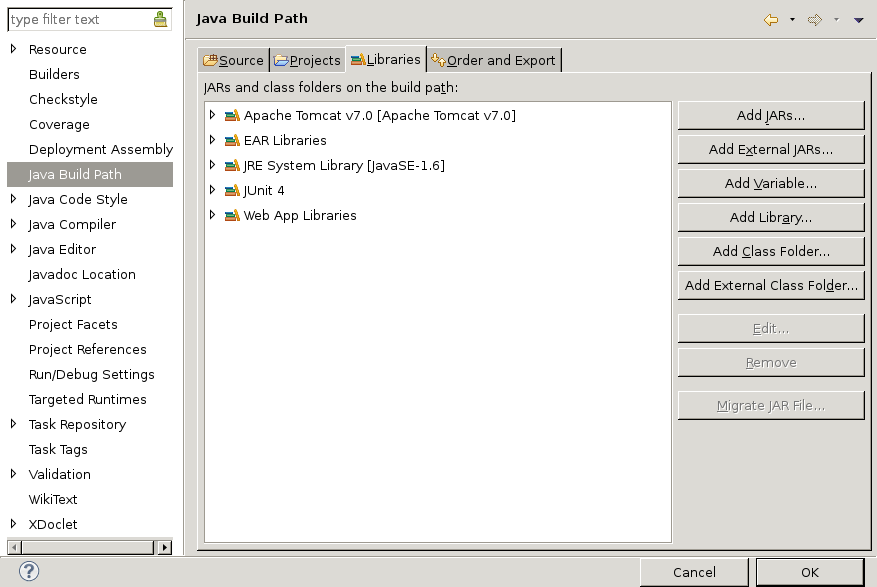 type filter text
Resource
Builders
Checkstyle
Coverage
Deployment Assembly
Java Build Path
Java Code Style
Java Compiler
Java Editor
Javadoc Location
JavaScript
Project Facets
Project References
Run/Debug Settings
Targeted Runtimes
Task Repository
Task Tags
Validation
WikiText
XDoclet
Java Build Path
Source Projects Libraries Order and Export
JARs and class folders on the build path:
Apache Tomcat v7.0 [Apache Tomcat v7.0]
EAR Libraries
JRE System Library [JavaSE-1.6]
JUnit 4
Web App Libraries
Add JARs...
Add External JARs...
Add Variable...
Add Library...
Add Class Folder...
Add External Class Folder...
Edit...
Remove
Migrate JAR File...
?
Cancel OK